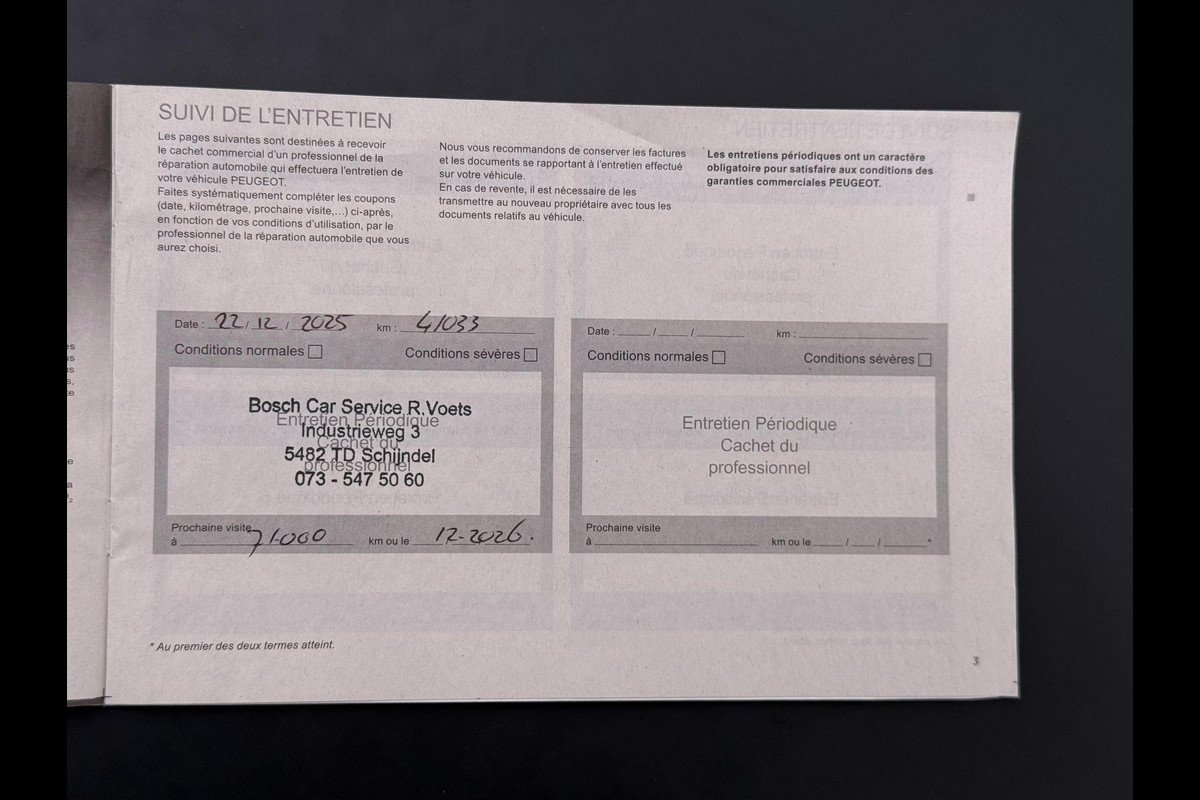 SUIVI DE L'ENTRETIEN
Les pages suivantes sont destinées à recevoir
le cachet commercial d'un professionnel de la
réparation automobile qui effectuera l'entretien de
votre véhicule PEUGEOT.
Faites systématiquement compléter les coupons
(date, kilométrage, prochaine visite,...) ci-après,
en fonction de vos conditions d'utilisation, par le
professionnel de la réparation automobile que vous
aurez choisi.
Nous vous recommandons de conserver les factures
et les documents se rapportant à l'entretien effectué
sur votre véhicule.
En cas de revente, il est nécessaire de les
transmettre au nouveau propriétaire avec tous les
documents relatifs au véhicule.
Les entretiens périodiques ont un caractère
obligatoire pour satisfaire aux conditions des
garanties commerciales PEUGEOT.
Date : 22 / 12 / 2025 km : 41033
Conditions normales Conditions sévères
Bosch Car Service R.Voets
Entretien Périodique
Industrieweg 3
Cachet du
5482 TD Schijndel
professionnel
073 - 547 50 60
Prochaine visite
à 71.000 km ou le 12-2026.
Date : / / km :
Conditions normales Conditions sévères
Entretien Périodique
Cachet du
professionnel
Prochaine visite
à km ou le / / *
* Au premier des deux termes atteint.
3